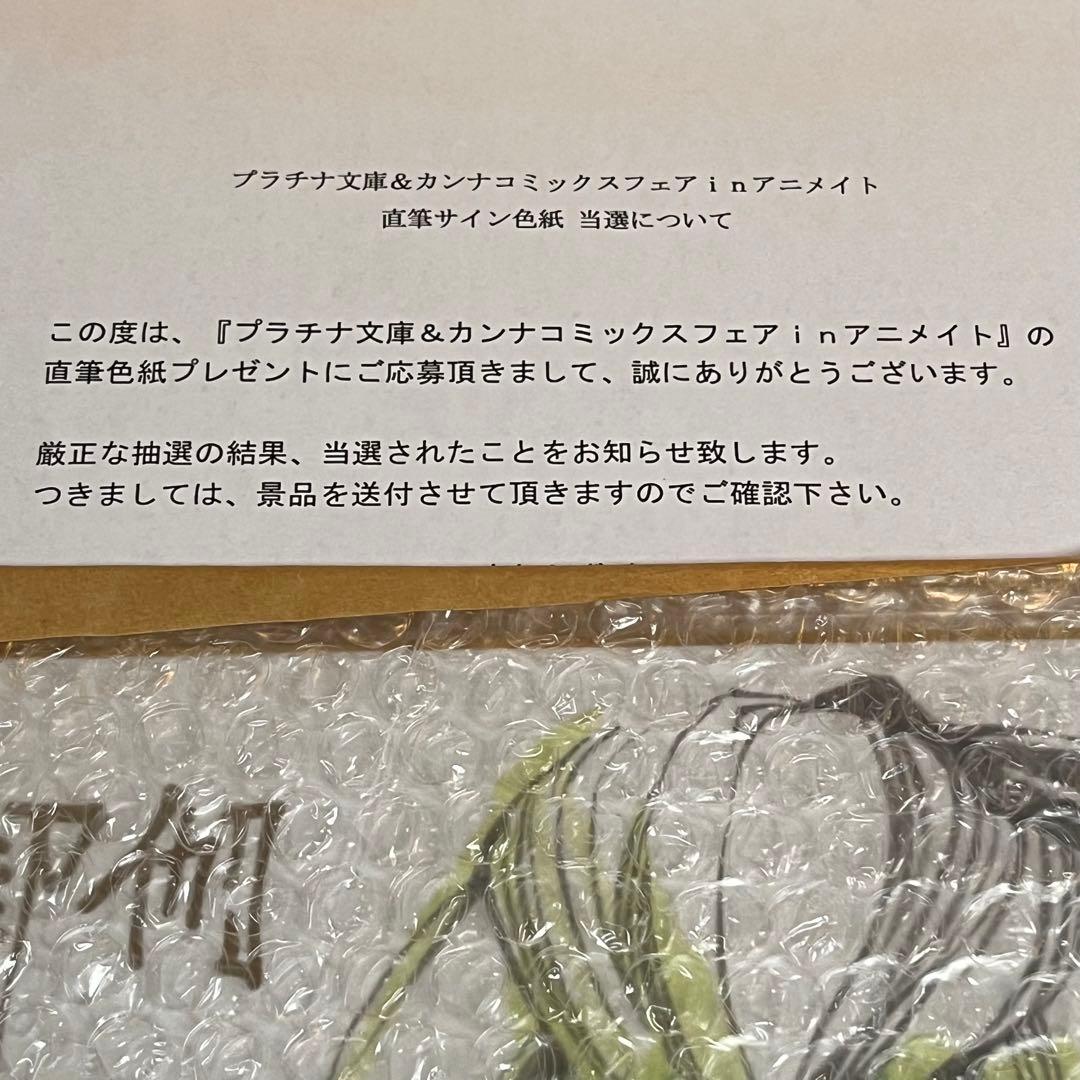 プラチナ文庫＆カンナコミックスフェアｉｎアニメイト
直筆サイン色紙 当選について
この度は、『プラチナ文庫＆カンナコミックスフェアｉｎアニメイト』の
直筆色紙プレゼントにご応募頂きまして、誠にありがとうございます。
厳正な抽選の結果、当選されたことをお知らせ致します。
つきましては、景品を送付させて頂きますのでご確認下さい。